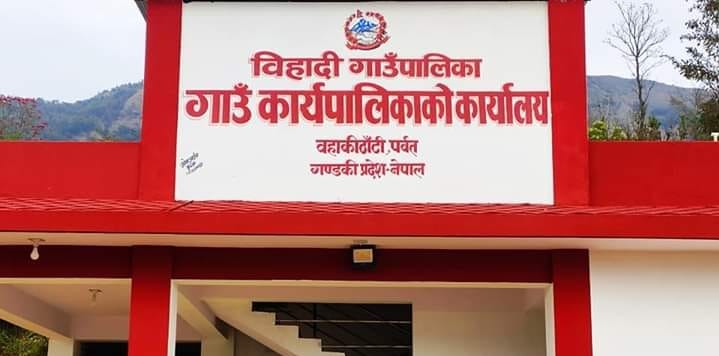 विहादी गाउँपालिका
गाउँ कार्यपालिकाको कार्यालय
वहाकीठाँटी, पर्वत
गण्डकी प्रदेश-नेपाल